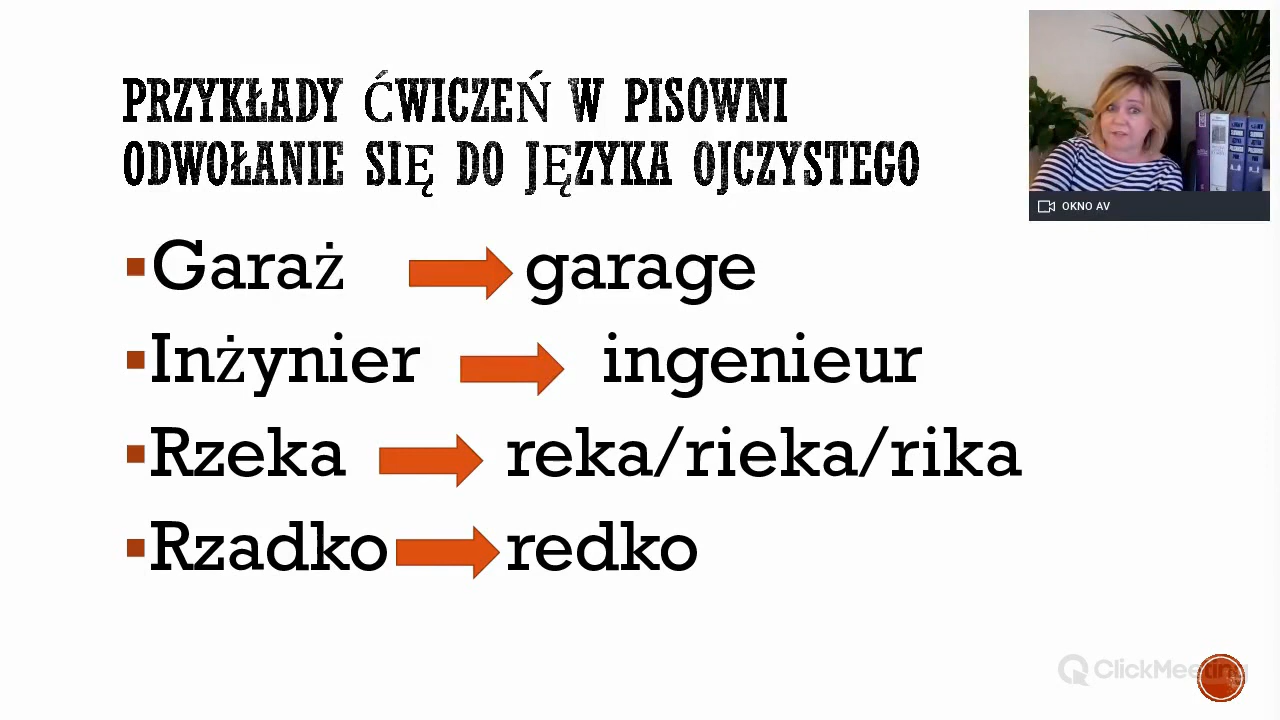 PRZYKŁADY ĆWICZEŃ W PISOWNI
ODWOŁANIE SIĘ DO JĘZYKA OJCZYSTEGO
OKNO AV
Garaż garage
Inżynier ingenieur
Rzeka reka/rieka/rika
Rzadko redko
ClickMeeting